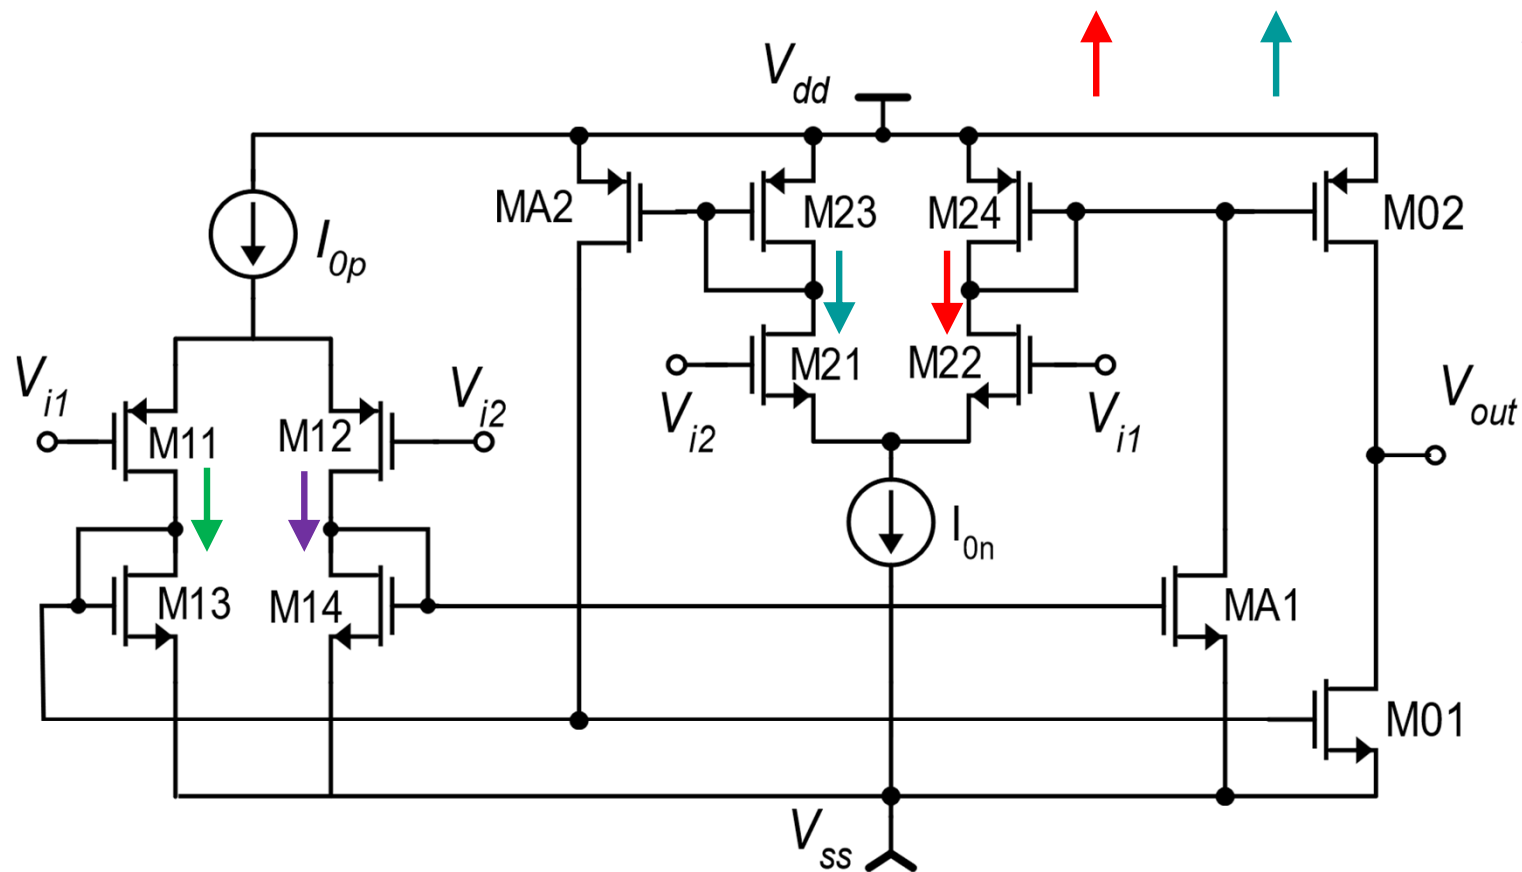 Vdd
MA2
M23
M24
M02
I0p
Vi1
Vi2
M11
M12
M21
M22
Vi2
Vi1
Vout
I0n
M13
M14
MA1
M01
Vss